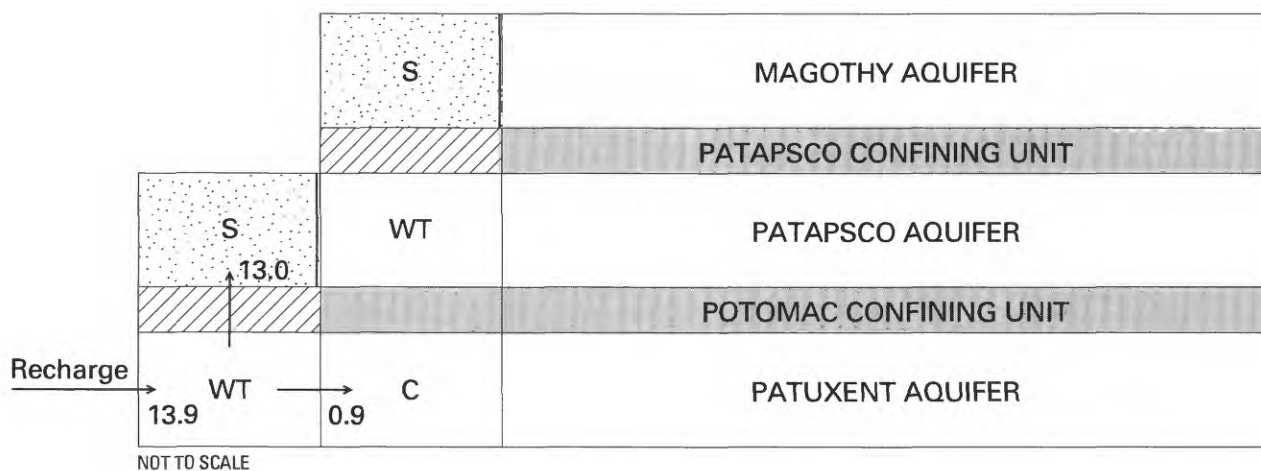 S MAGOTHY AQUIFER
PATAPSCO CONFINING UNIT
S WT PATAPSCO AQUIFER
13.0
POTOMAC CONFINING UNIT
Recharge WT C PATUXENT AQUIFER
13.9 0.9
NOT TO SCALE